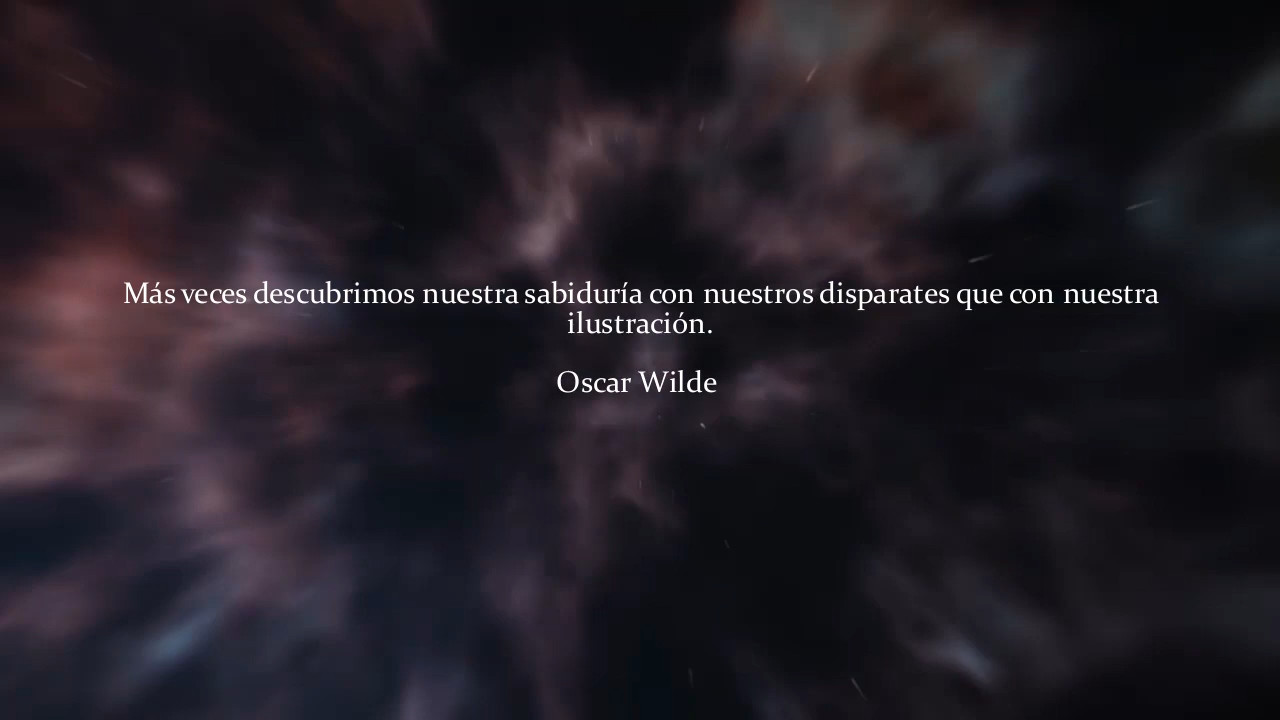 Más veces descubrimos nuestra sabiduría con nuestros disparates que con nuestra
ilustración.
Oscar Wilde